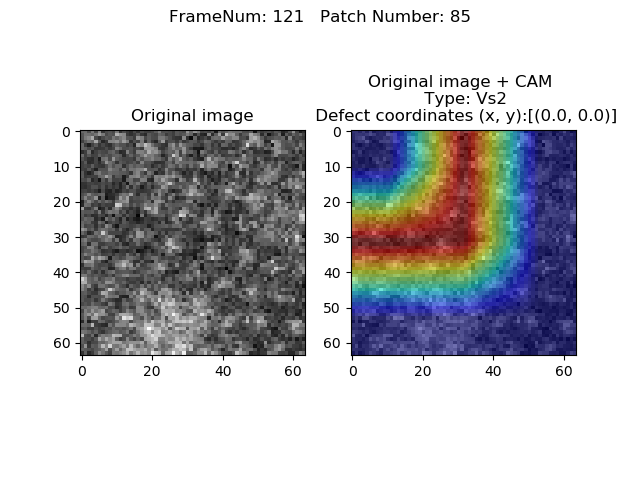 FrameNum: 121   Patch Number: 85
Original image
Original image + CAM
Type: Vs2
Defect coordinates (x, y):[(0.0, 0.0)]
0
10
20
30
40
50
60
0 20 40 60
0
10
20
30
40
50
60
0 20 40 60